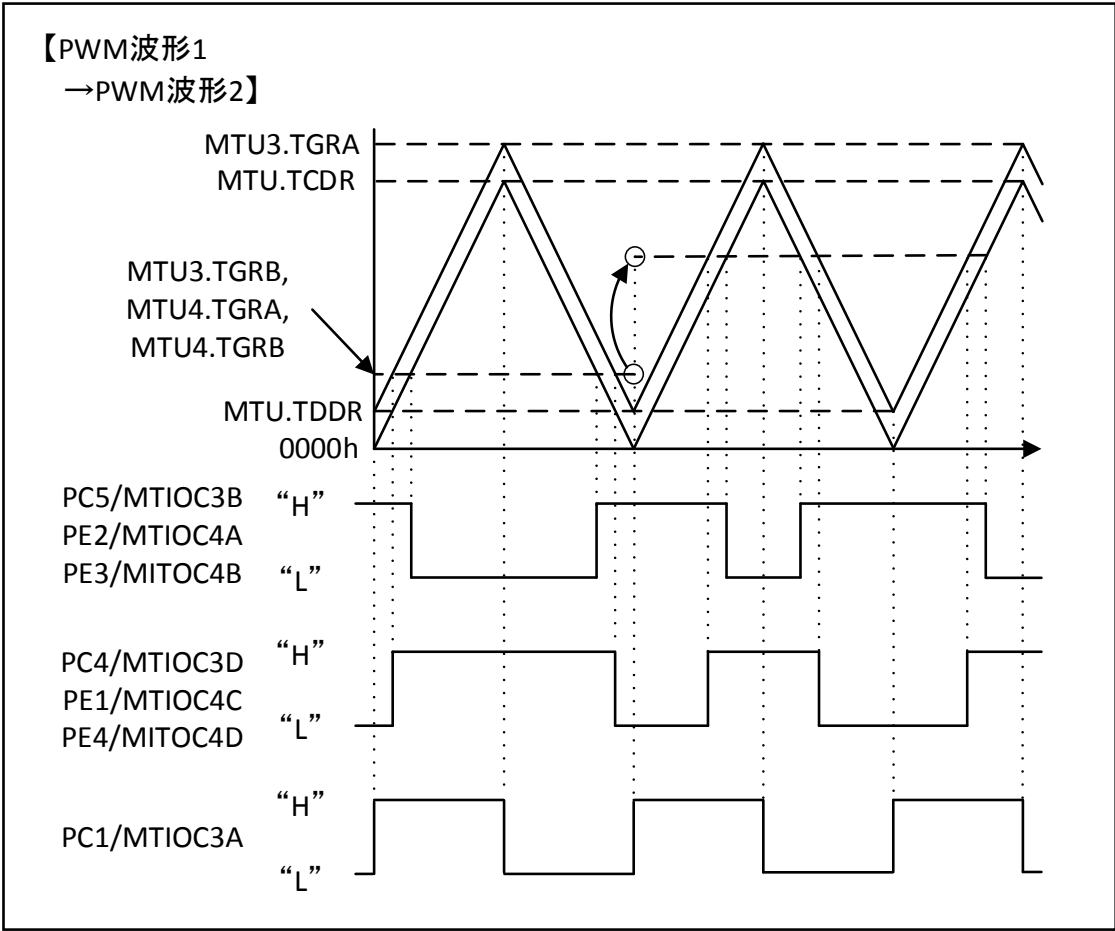 【PWM波形1
→PWM波形2】
MTU3.TGRA
MTU.TCDR
MTU3.TGRB,
MTU4.TGRA,
MTU4.TGRB
MTU.TDDR
0000h
PC5/MTIOC3B
PE2/MTIOC4A
PE3/MITOC4B
“H”
“L”
PC4/MTIOC3D
PE1/MTIOC4C
PE4/MITOC4D
“H”
“L”
PC1/MTIOC3A
“H”
“L”